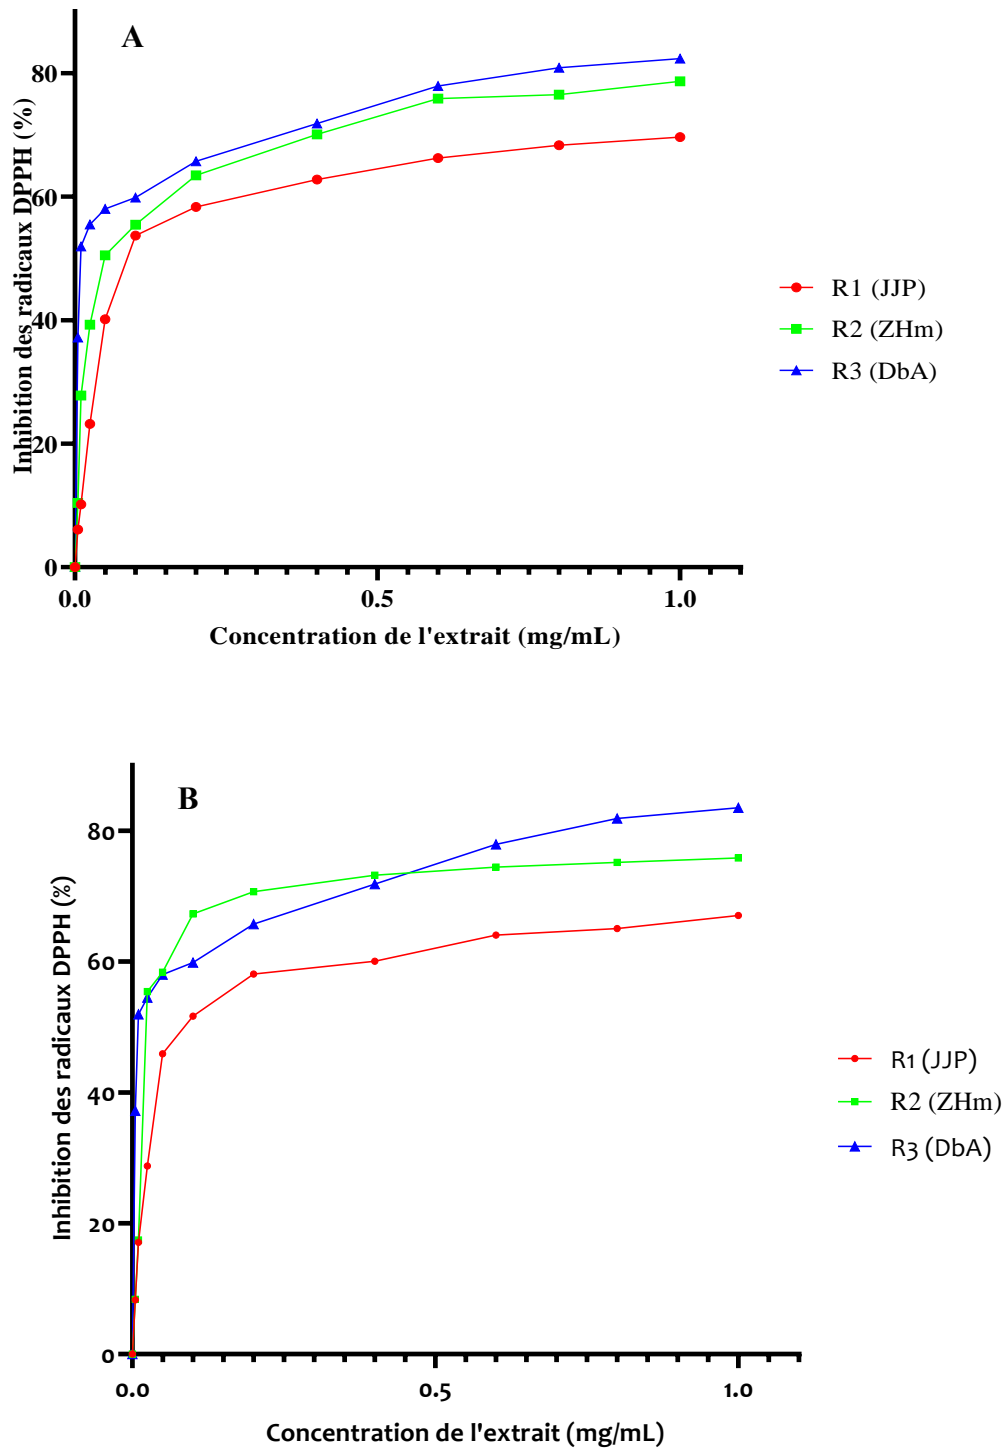 A
80
60
40
20
0
Inhibition des radicaux DPPH (%)
0.0 0.5 1.0
Concentration de l'extrait (mg/mL)
R1 (JJP)
R2 (ZHm)
R3 (DbA)
B
80
60
40
20
0
Inhibition des radicaux DPPH (%)
0.0 0.5 1.0
Concentration de l'extrait (mg/mL)
R1 (JJP)
R2 (ZHm)
R3 (DbA)